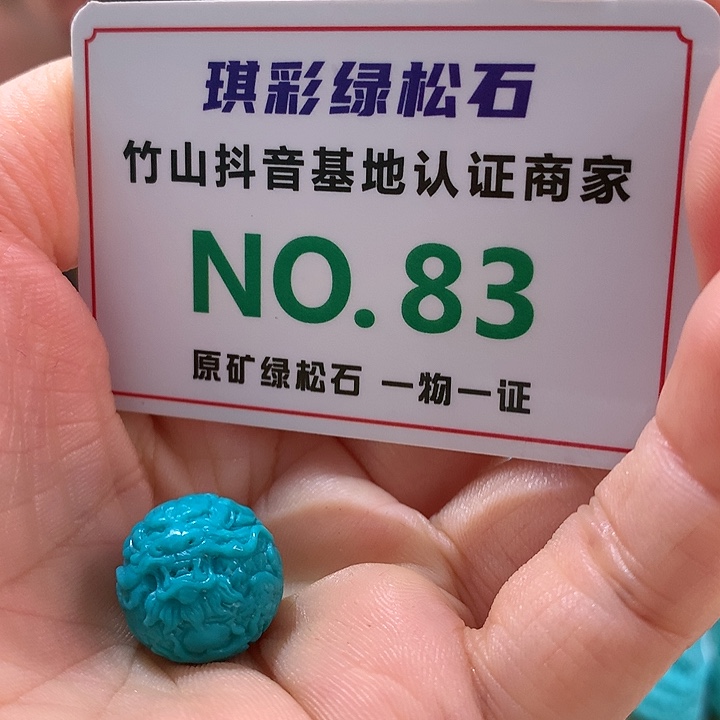 琪彩绿松石
竹山抖音基地认证商家
NO.83
原矿绿松石 一物一证